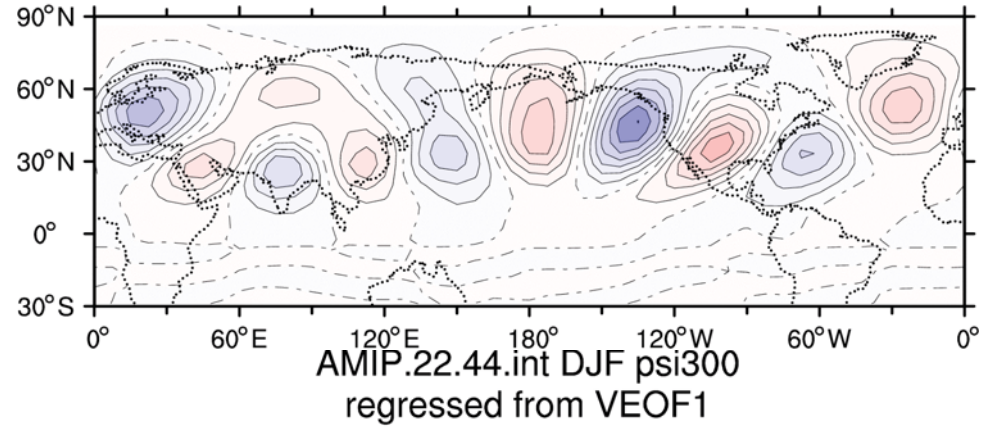 90°N
60°N
30°N
0°
30°S
0° 60°E 120°E 180° 120°W 60°W 0°
AMIP.22.44.int DJF psi300
regressed from VEOF1